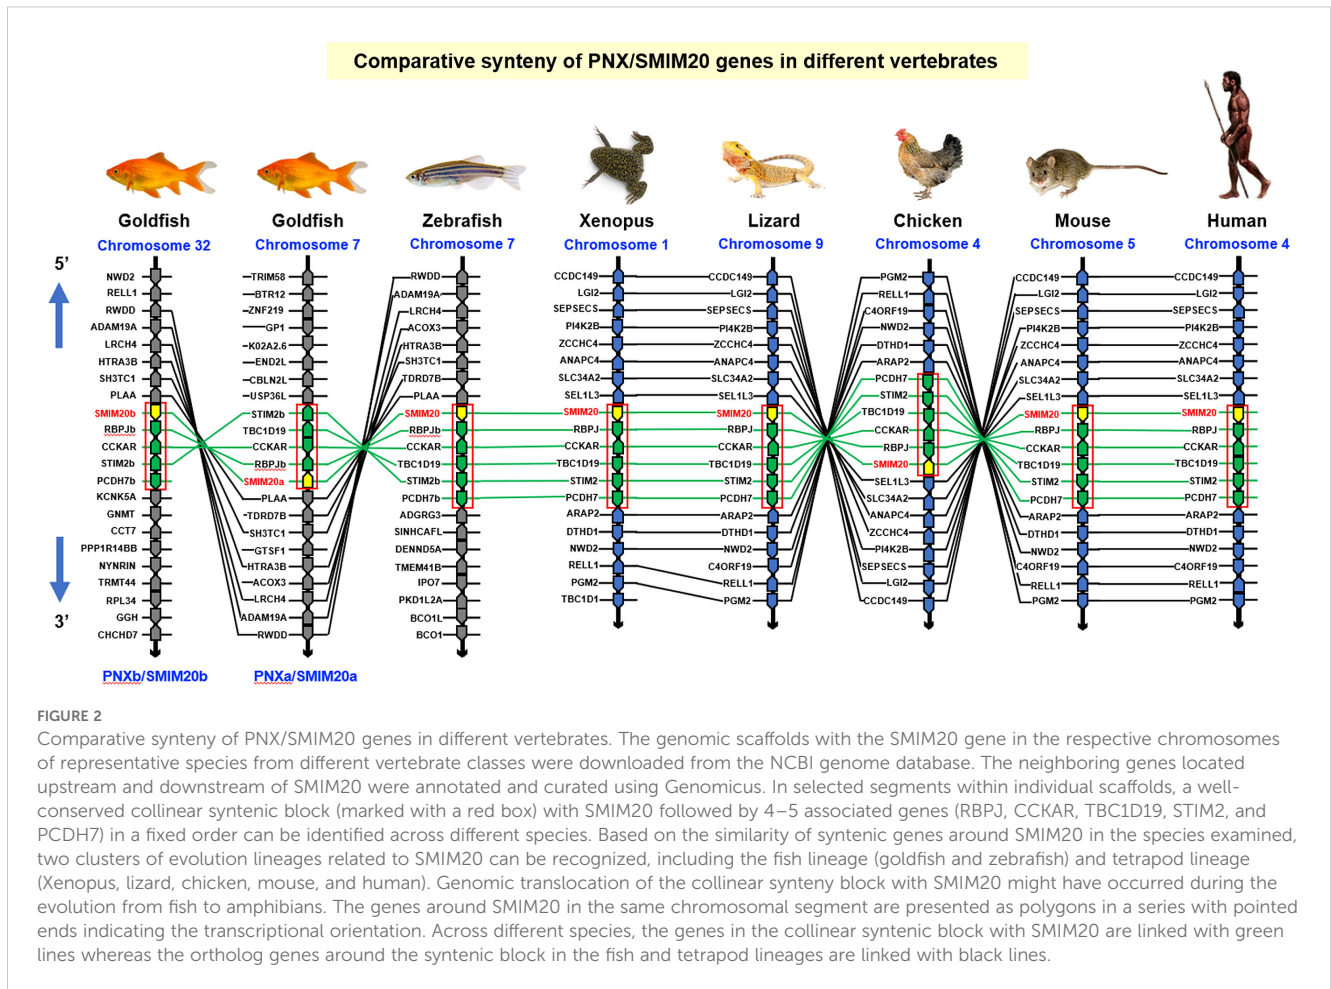 Comparative synteny of PNX/SMIM20 genes in different vertebrates
Goldfish
Chromosome 32
Goldfish
Chromosome 7
Zebrafish
Chromosome 7
Xenopus
Chromosome 1
Lizard
Chromosome 9
Chicken
Chromosome 4
Mouse
Chromosome 5
Human
Chromosome 4
5’
3’
NWD2
RELL1
RWDD
ADAM19A
LRCH4
HTRA3B
SH3TC1
PLAA
SMIM20b
RBPJb
CCKAR
STIM2b
PCDH7b
KCNK5A
GNMT
CCT7
PPP1R14BB
NYNRIN
TRMT44
RPL34
GGH
CHCHD7
PNXb/SMIM20b
TRIM58
BTR12
ZNF219
GP1
K02A2.6
END2L
CBLN2L
USP36L
STIM2b
TBC1D19
CCKAR
RBPJb
SMIM20a
PLAA
TDRD7B
SH3TC1
GTSF1
HTRA3B
ACOX3
LRCH4
ADAM19A
RWDD
PNXa/SMIM20a
RWDD
ADAM19A
LRCH4
ACOX3
HTRA3B
SH3TC1
TDRD7B
PLAA
SMIM20
RBPJb
CCKAR
TBC1D19
STIM2b
PCDH7b
ADGRG3
SINHCAFL
DENND5A
TMEM41B
IPO7
PKD1L2A
BCO1L
BCO1
CCDC149
LGI2
SEPSECS
PI4K2B
ZCCHC4
ANAPC4
SLC34A2
SEL1L3
SMIM20
RBPJ
CCKAR
TBC1D19
STIM2
PCDH7
ARAP2
DTHD1
NWD2
RELL1
PGM2
TBC1D1
CCDC149
LGI2
SEPSECS
PI4K2B
ZCCHC4
ANAPC4
SLC34A2
SEL1L3
SMIM20
RBPJ
CCKAR
TBC1D19
STIM2
PCDH7
ARAP2
DTHD1
NWD2
C4ORF19
RELL1
PGM2
PGM2
RELL1
C4ORF19
NWD2
DTHD1
ARAP2
PCDH7
STIM2
TBC1D19
CCKAR
RBPJ
SMIM20
SEL1L3
SLC34A2
ANAPC4
ZCCHC4
PI4K2B
SEPSECS
LGI2
CCDC149
CCDC149
LGI2
SEPSECS
PI4K2B
ZCCHC4
ANAPC4
SLC34A2
SEL1L3
SMIM20
RBPJ
CCKAR
TBC1D19
STIM2
PCDH7
ARAP2
DTHD1
NWD2
C4ORF19
RELL1
PGM2
CCDC149
LGI2
SEPSECS
PI4K2B
ZCCHC4
ANAPC4
SLC34A2
SEL1L3
SMIM20
RBPJ
CCKAR
TBC1D19
STIM2
PCDH7
ARAP2
DTHD1
NWD2
C4ORF19
RELL1
PGM2
FIGURE 2
Comparative synteny of PNX/SMIM20 genes in different vertebrates. The genomic scaffolds with the SMIM20 gene in the respective chromosomes
of representative species from different vertebrate classes were downloaded from the NCBI genome database. The neighboring genes located
upstream and downstream of SMIM20 were annotated and curated using Genomicus. In selected segments within individual scaffolds, a well-
conserved collinear syntenic block (marked with a red box) with SMIM20 followed by 4–5 associated genes (RBPJ, CCKAR, TBC1D19, STIM2, and
PCDH7) in a fixed order can be identified across different species. Based on the similarity of syntenic genes around SMIM20 in the species examined,
two clusters of evolution lineages related to SMIM20 can be recognized, including the fish lineage (goldfish and zebrafish) and tetrapod lineage
(Xenopus, lizard, chicken, mouse, and human). Genomic translocation of the collinear synteny block with SMIM20 might have occurred during the
evolution from fish to amphibians. The genes around SMIM20 in the same chromosomal segment are presented as polygons in a series with pointed
ends indicating the transcriptional orientation. Across different species, the genes in the collinear syntenic block with SMIM20 are linked with green
lines whereas the ortholog genes around the syntenic block in the fish and tetrapod lineages are linked with black lines.